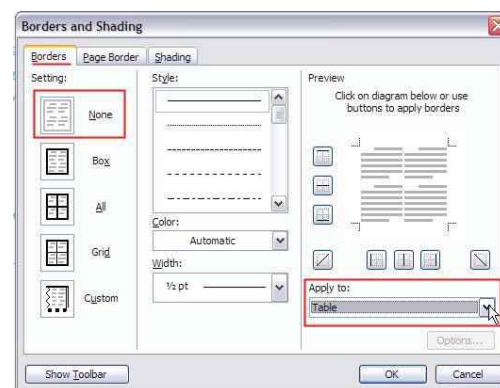 Borders and Shading
Borders
Page Border
Shading
Setting:
None
Box
All
Grid
Custom
Style:
Color:
Automatic
Width:
½ pt
Preview
Click on diagram below or use
buttons to apply borders
Apply to:
Table
Options...
Show Toolbar
OK
Cancel